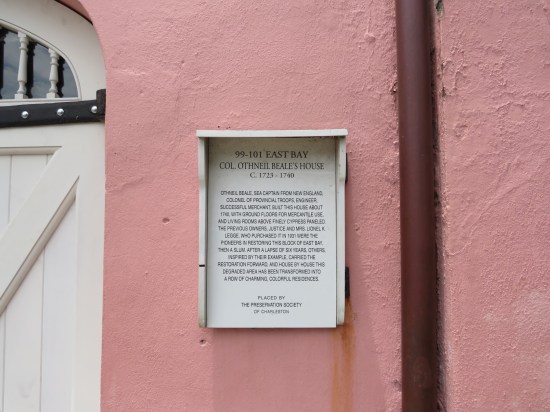 99-101 EAST BAY
COL. OTHNEIL BEALE'S HOUSE
C. 1723 - 1740
OTHNEIL BEALE, SEA CAPTAIN FROM NEW ENGLAND,
COLONEL OF PROVINCIAL TROOPS, ENGINEER,
SUCCESSFUL MERCHANT, BUILT THIS HOUSE ABOUT
1740, WITH GROUND FLOORS FOR MERCANTILE USE,
AND LIVING ROOMS ABOVE FINELY CYPRESS PANELED.
THE PREVIOUS OWNERS, JUSTICE AND MRS. LIONEL K.
LEGGE, WHO PURCHASED IT IN 1931 WERE THE
PIONEERS IN RESTORING THIS BLOCK OF EAST BAY,
THEN A SLUM. AFTER A LAPSE OF SIX YEARS, OTHERS,
INSPIRED BY THEIR EXAMPLE, CARRIED THE
RESTORATION FORWARD, AND HOUSE BY HOUSE THIS
DEGRADED AREA HAS BEEN TRANSFORMED INTO
A ROW OF CHARMING, COLORFUL RESIDENCES.
PLACED BY
THE PRESERVATION SOCIETY
OF CHARLESTON